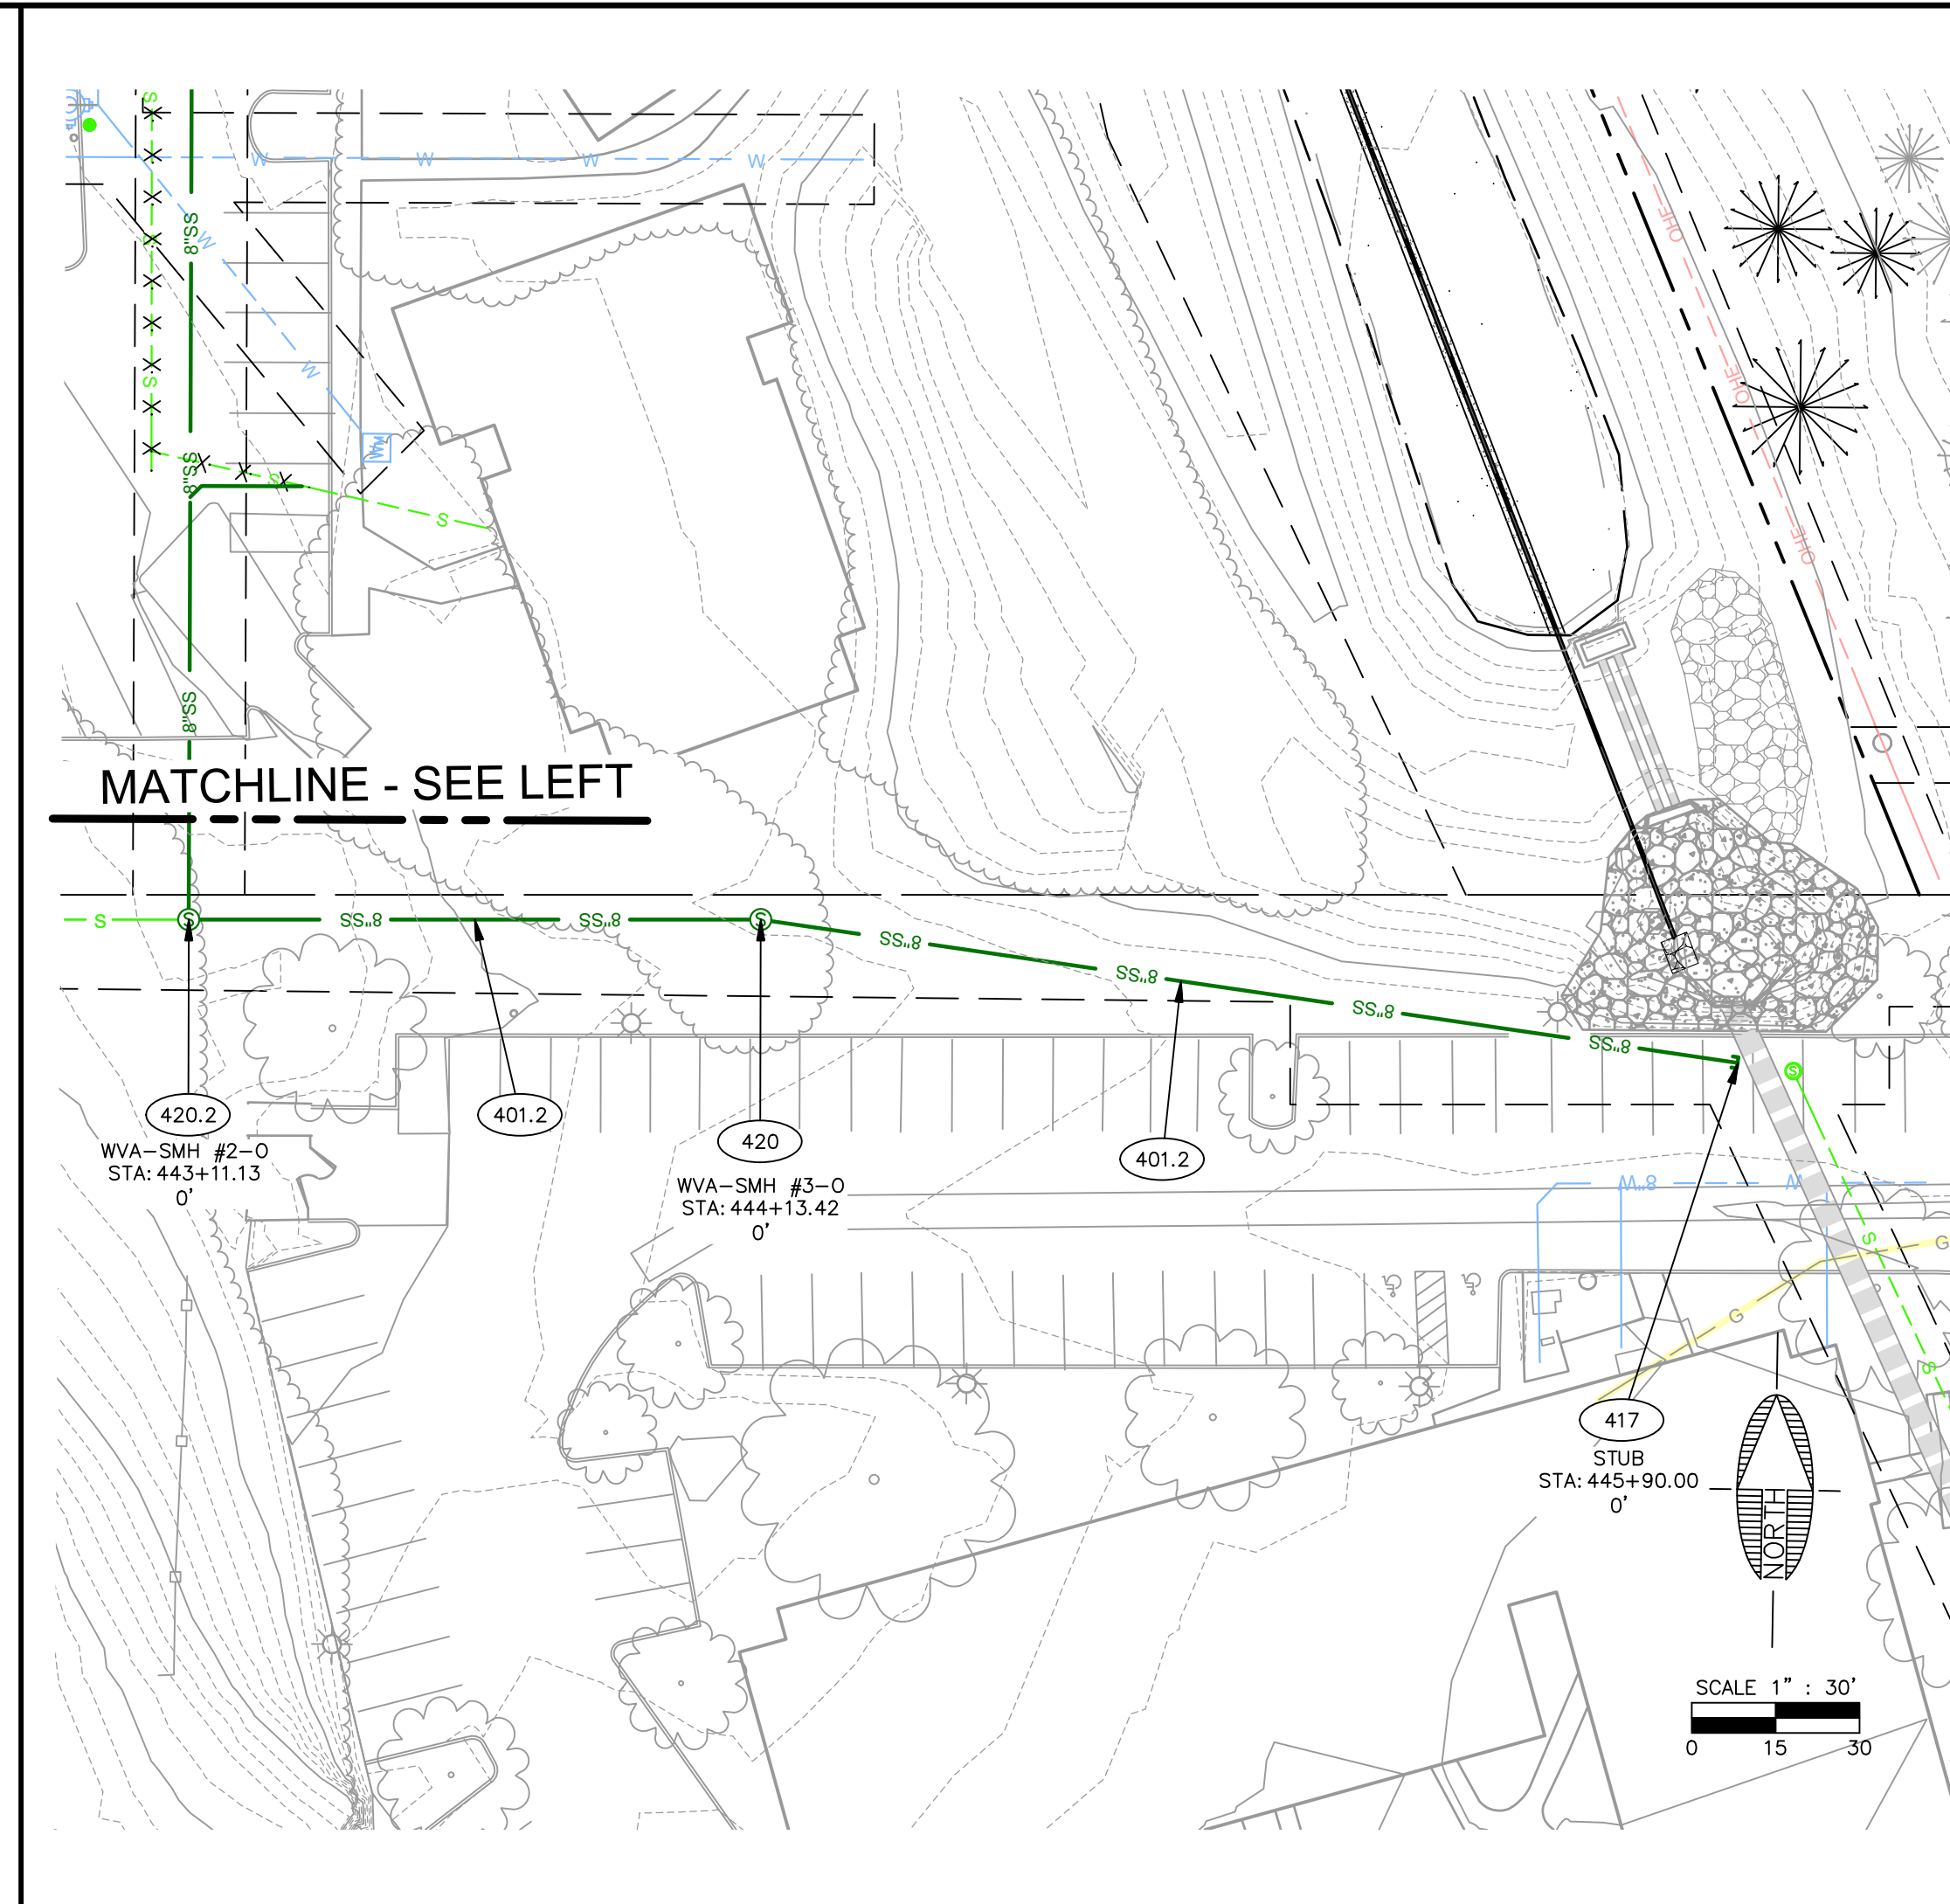 S
W W W W
8"SS
W
S
OHE
OHE
S
W
W
8"SS
S
S
OHE
8"SS
MATCHLINE - SEE LEFT
S
S
8"SS
8"SS
S
8"SS
8"SS
8"SS
8"SS
S
420.2
401.2
420
401.2
WVA-SMH #2-O
STA: 443+11.13
0'
WVA-SMH #3-O
STA: 444+13.42
0'
8"W
W
S
G
G
S
417
STUB
STA: 445+90.00
0'
NORTH
SCALE 1" : 30'
0 15 30